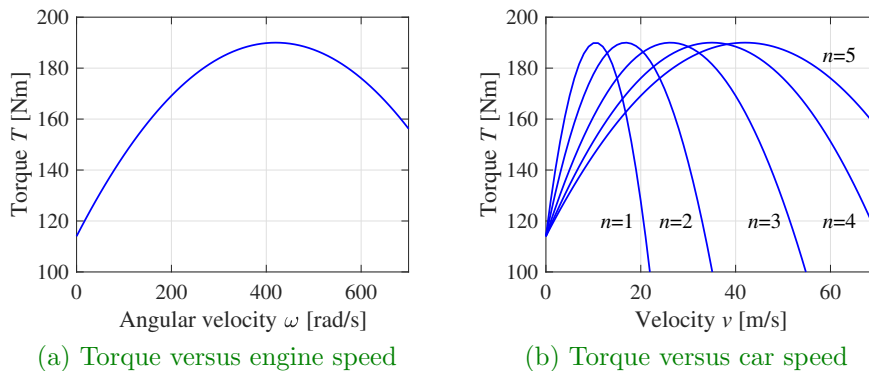 200
180
160
140
120
100
Torque T [Nm]
0 200 400 600
Angular velocity ω [rad/s]
(a) Torque versus engine speed
200
180
160
140
120
100
Torque T [Nm]
n=5
n=1 n=2 n=3 n=4
0 20 40 60
Velocity v [m/s]
(b) Torque versus car speed